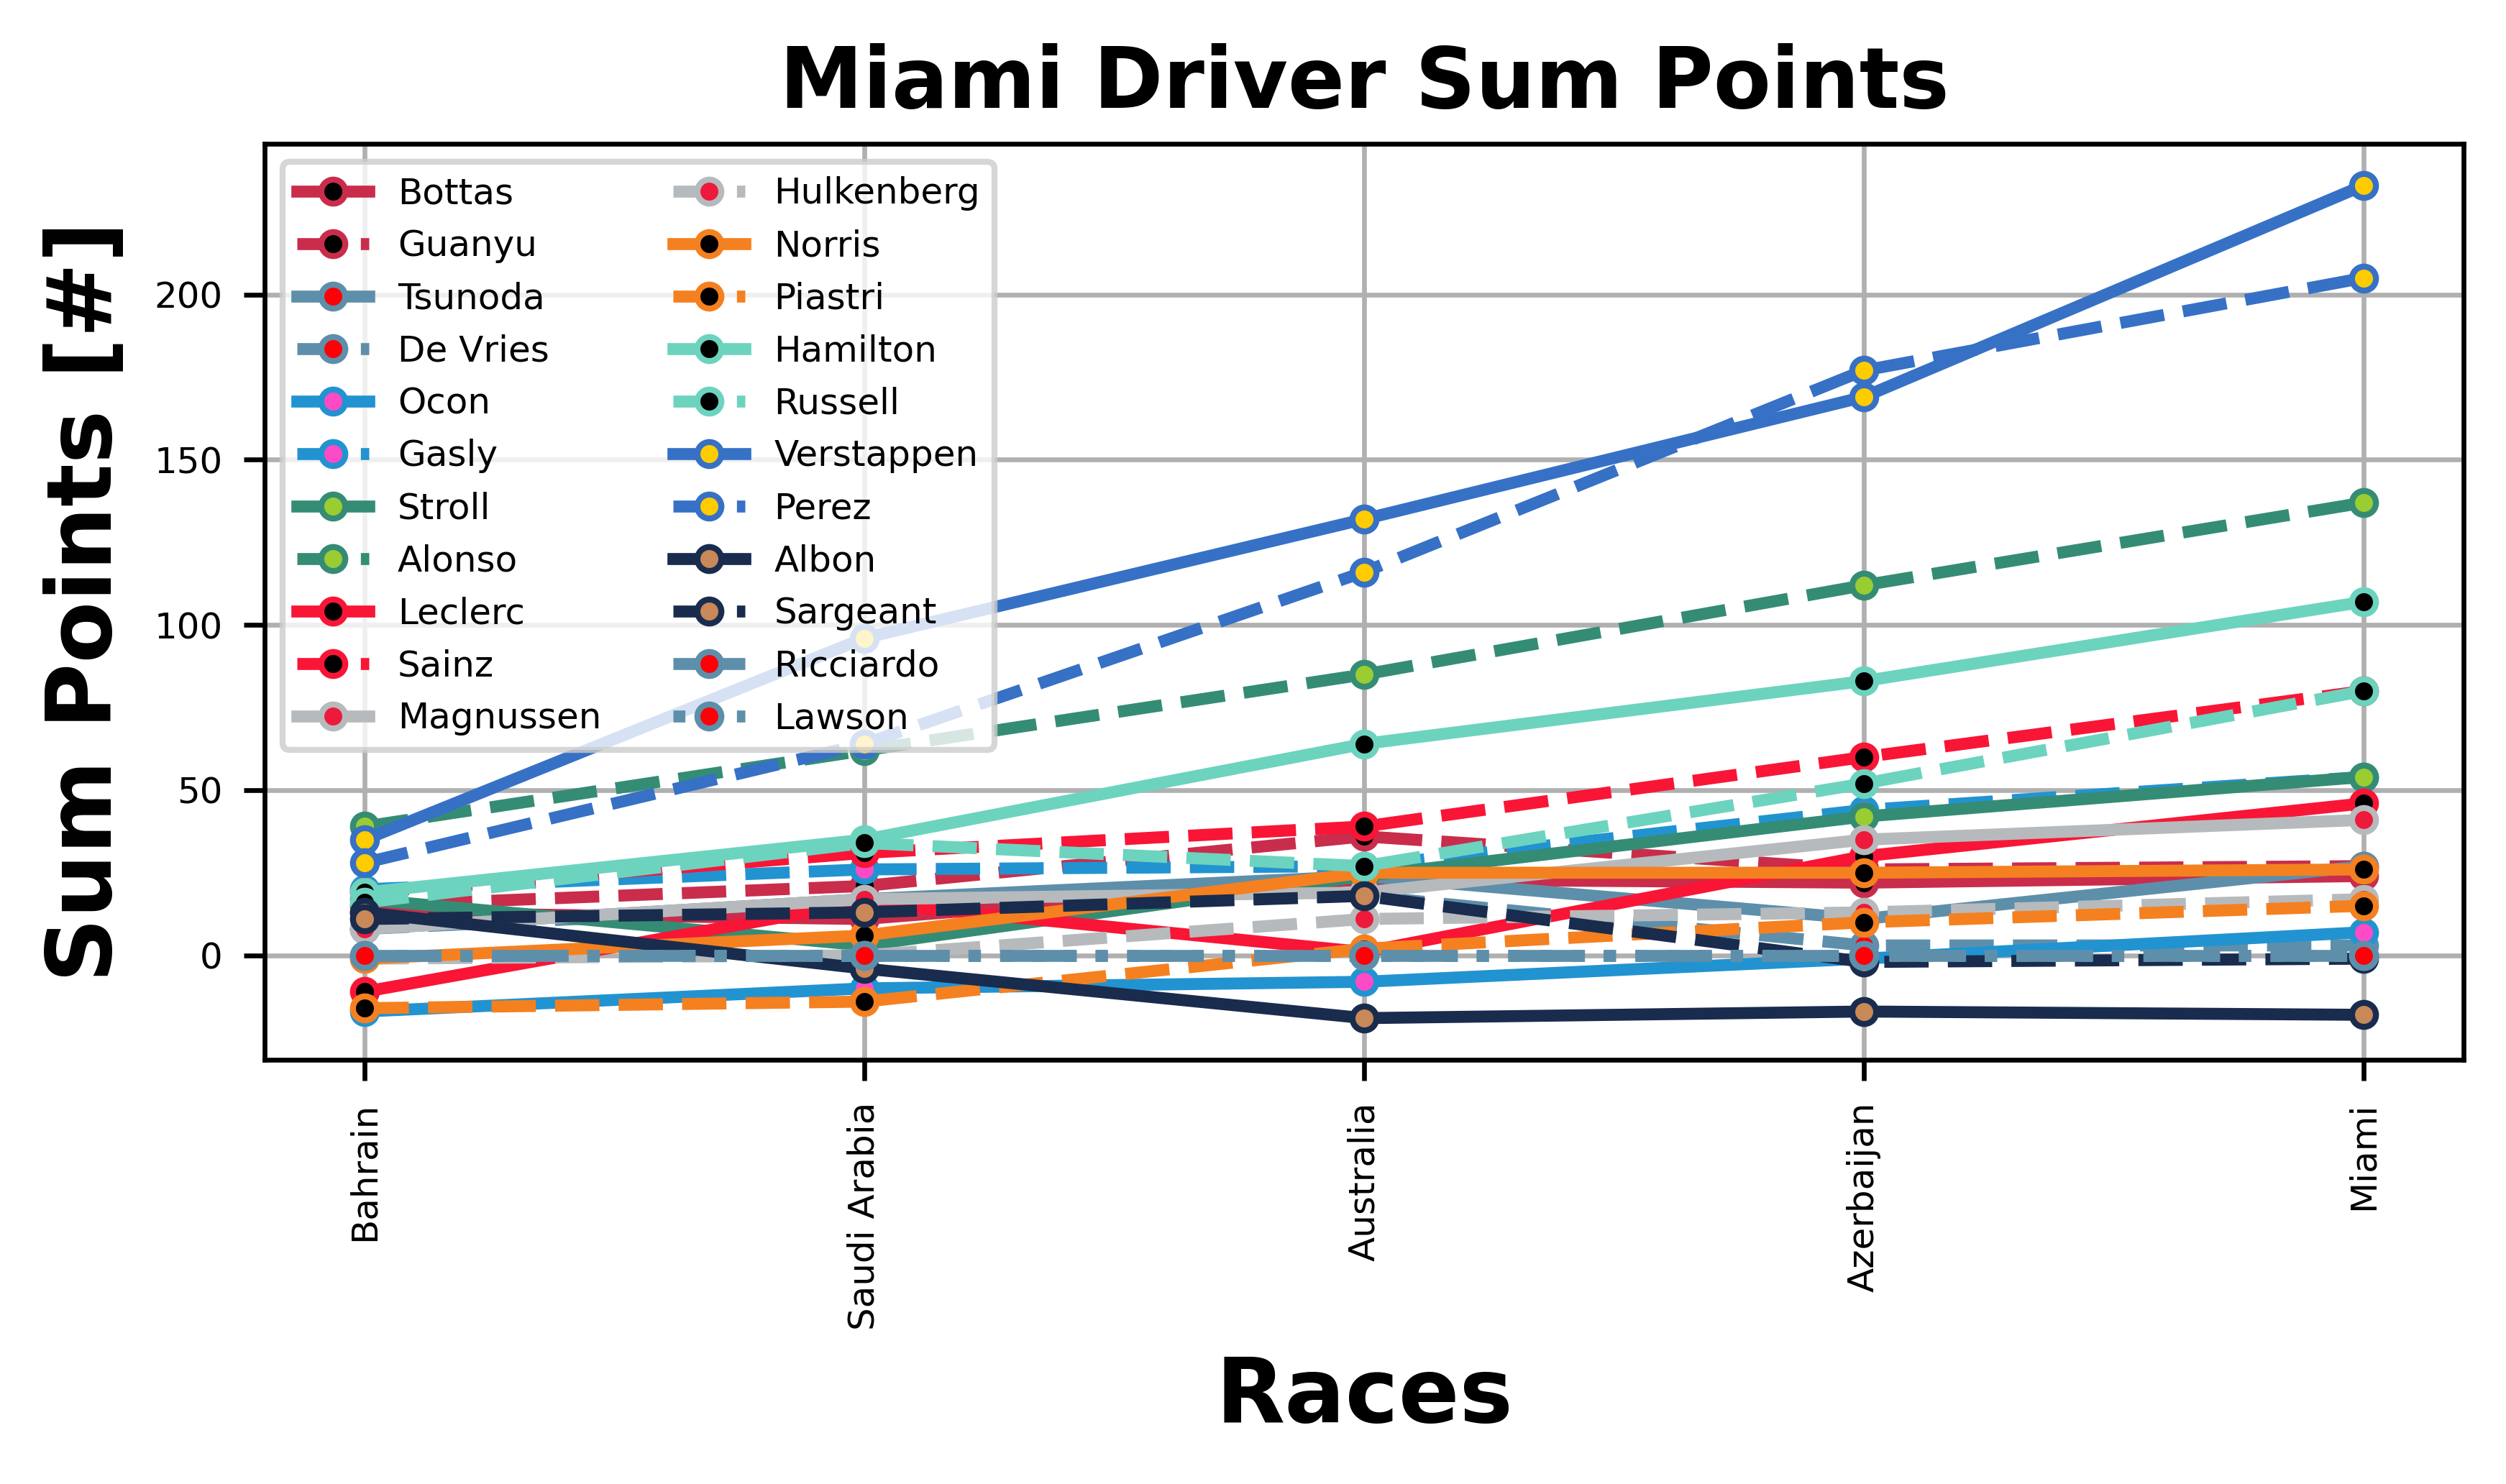 Miami Driver Sum Points
Sum Points [#]
200
150
100
50
0
Bottas
Guanyu
Tsunoda
De Vries
Ocon
Gasly
Stroll
Alonso
Leclerc
Sainz
Magnussen
Hulkenberg
Norris
Piastri
Hamilton
Russell
Verstappen
Perez
Albon
Sargeant
Ricciardo
Lawson
Bahrain
Saudi Arabia
Australia
Azerbaijan
Miami
Races